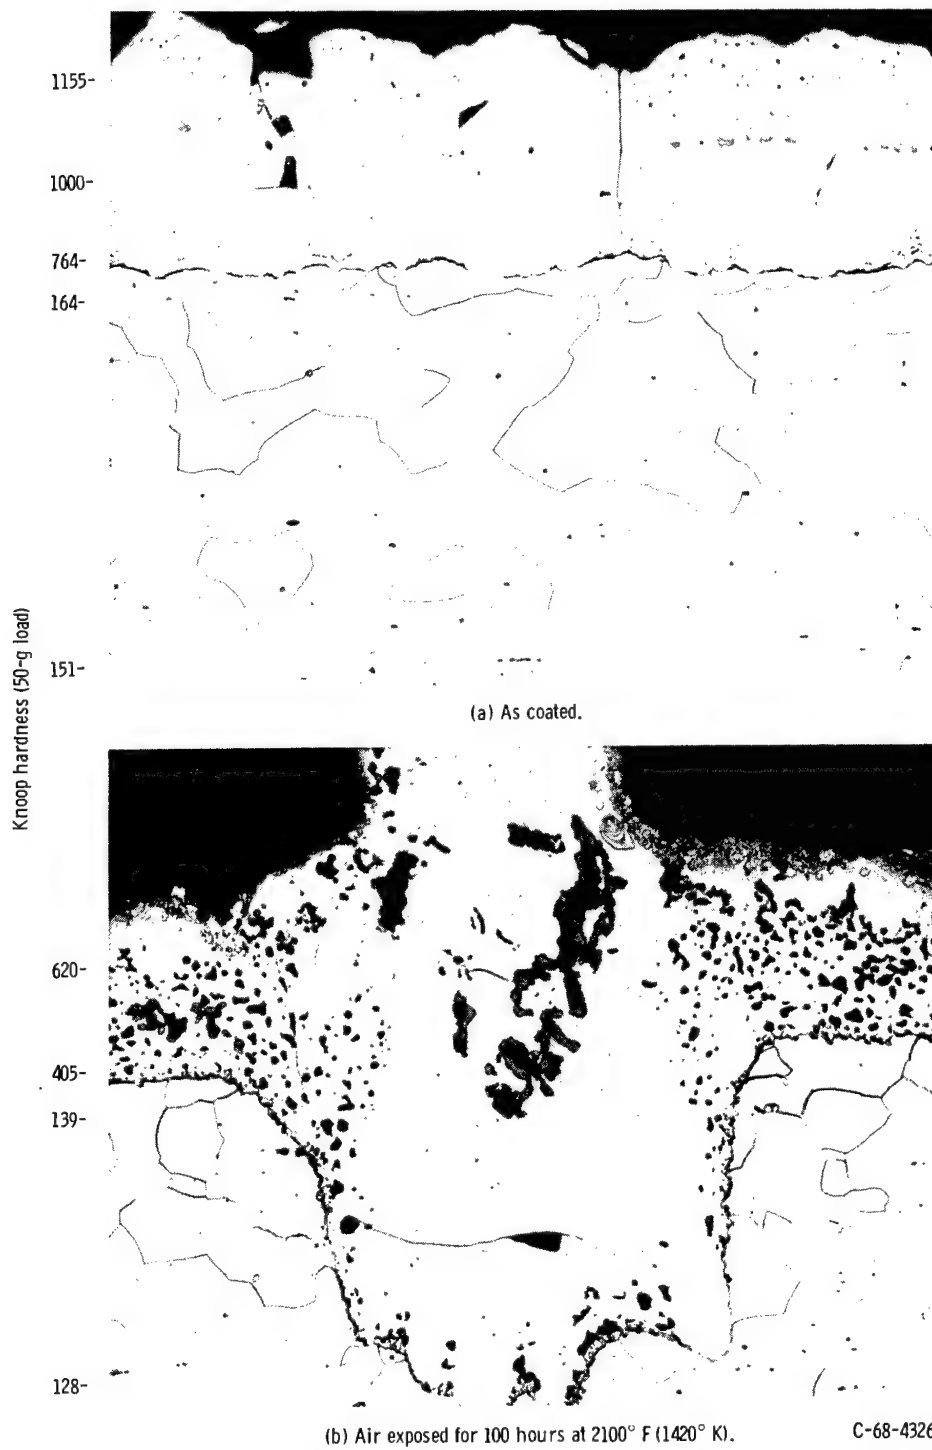 1155-
1000-
764-
164-
151-
(a) As coated.
Knoop hardness (50-g load)
620-
405-
139-
128-
(b) Air exposed for 100 hours at 2100° F (1420° K).
C-68-4326